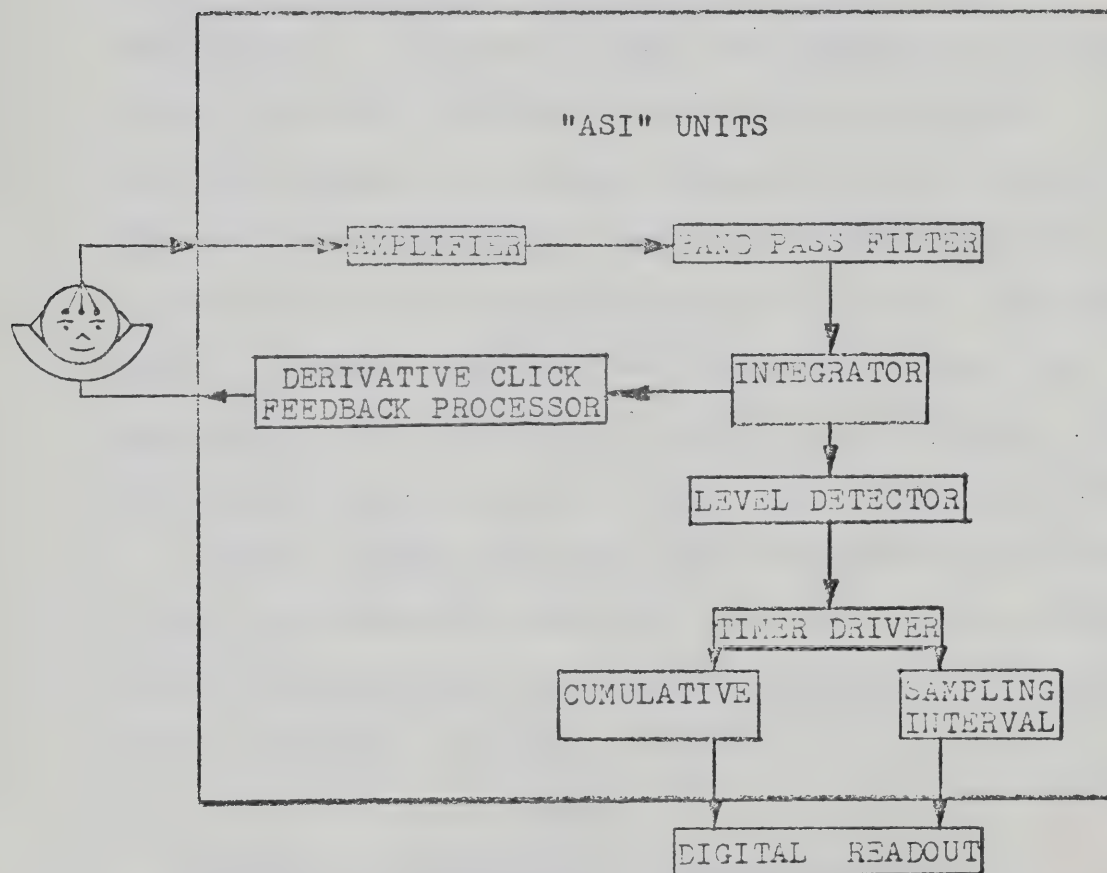 "ASI" UNITS
AMPLIFIER
BAND PASS FILTER
DERIVATIVE CLICK
FEEDBACK PROCESSOR
INTEGRATOR
LEVEL DETECTOR
TIMER DRIVER
CUMULATIVE
SAMPLING
INTERVAL
DIGITAL READOUT